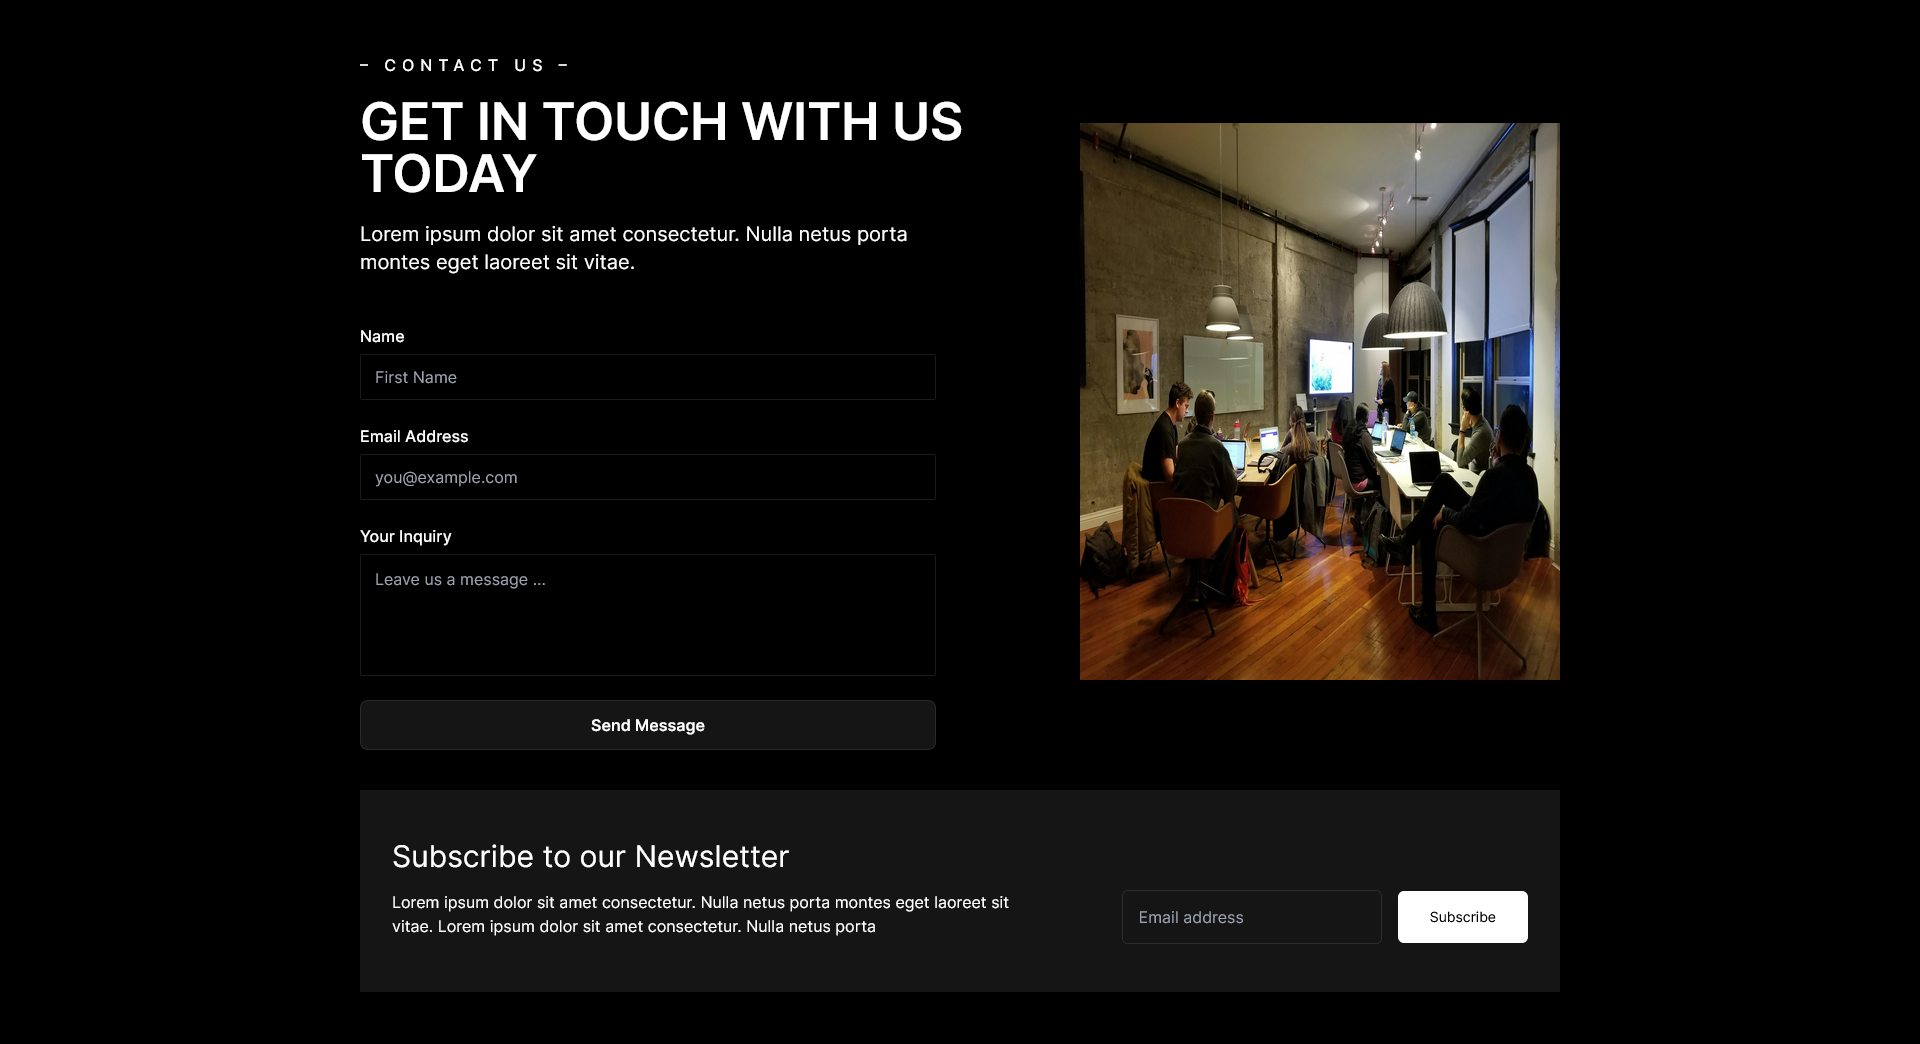 – CONTACT US –
GET IN TOUCH WITH US
TODAY
Lorem ipsum dolor sit amet consectetur. Nulla netus porta
montes eget laoreet sit vitae.
Name
First Name
Email Address
you@example.com
Your Inquiry
Leave us a message ...
Send Message
Subscribe to our Newsletter
Lorem ipsum dolor sit amet consectetur. Nulla netus porta montes eget laoreet sit
vitae. Lorem ipsum dolor sit amet consectetur. Nulla netus porta
Email address
Subscribe